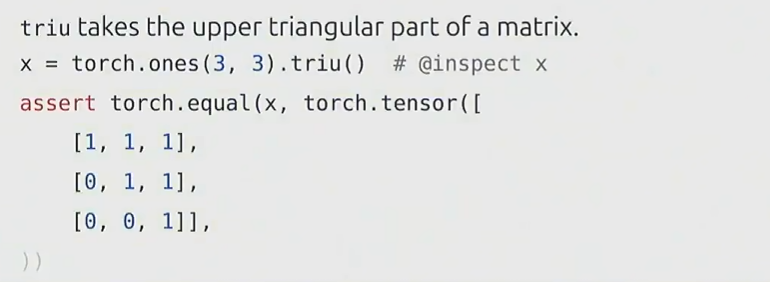 triu takes the upper triangular part of a matrix.
x = torch.ones(3, 3).triu()  # @inspect x
assert torch.equal(x, torch.tensor([
    [1, 1, 1],
    [0, 1, 1],
    [0, 0, 1]],
))